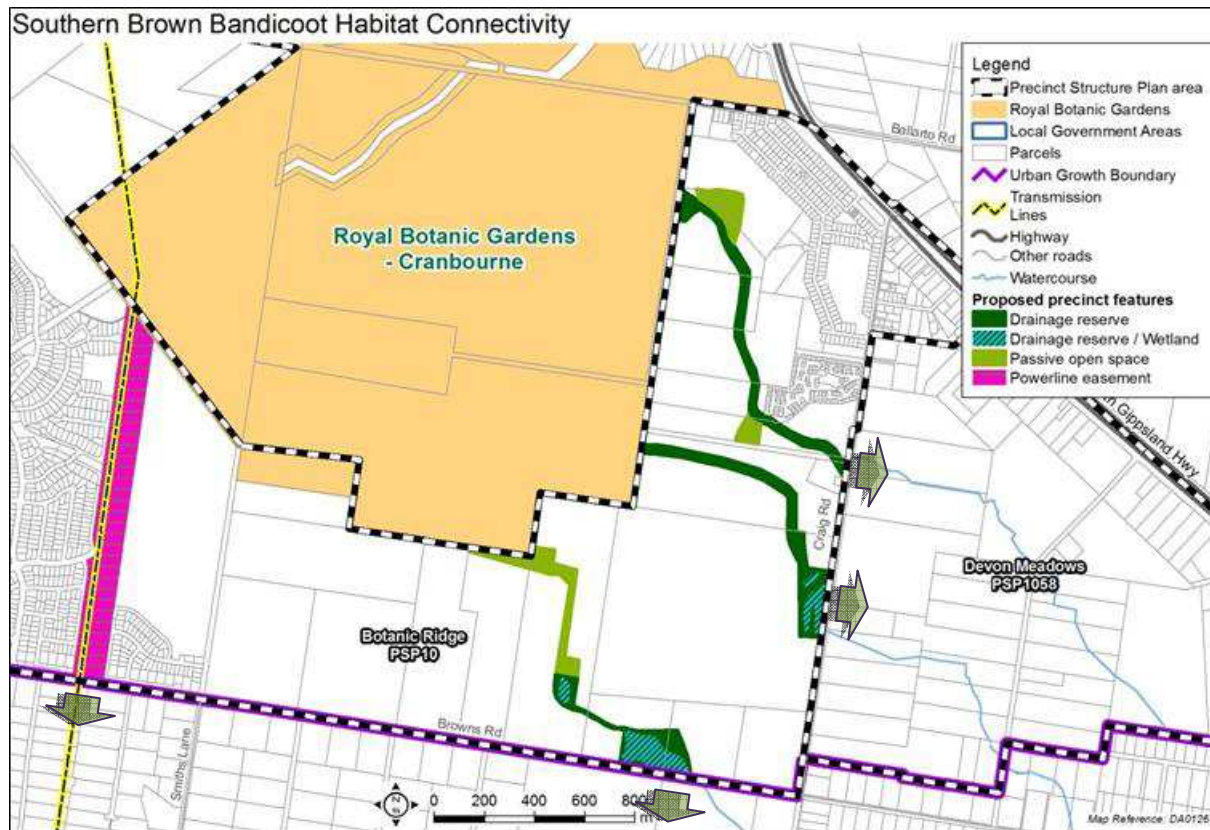 Southern Brown Bandicoot Habitat Connectivity
Legend
Precinct Structure Plan area
Royal Botanic Gardens
Local Government Areas
Parcels
Urban Growth Boundary
Transmission
Lines
Highway
Other roads
Watercourse
Proposed precinct features
Drainage reserve
Drainage reserve / Wetland
Passive open space
Powerline easement
Ballarto Rd
Royal Botanic Gardens
- Cranbourne
Gippsland Hwy
Craig Rd
Devon Meadows
PSP1058
Botanic Ridge
PSP10
Browns Rd
Smiths Lane
0 200 400 600 800
m
Map Reference: DA0126